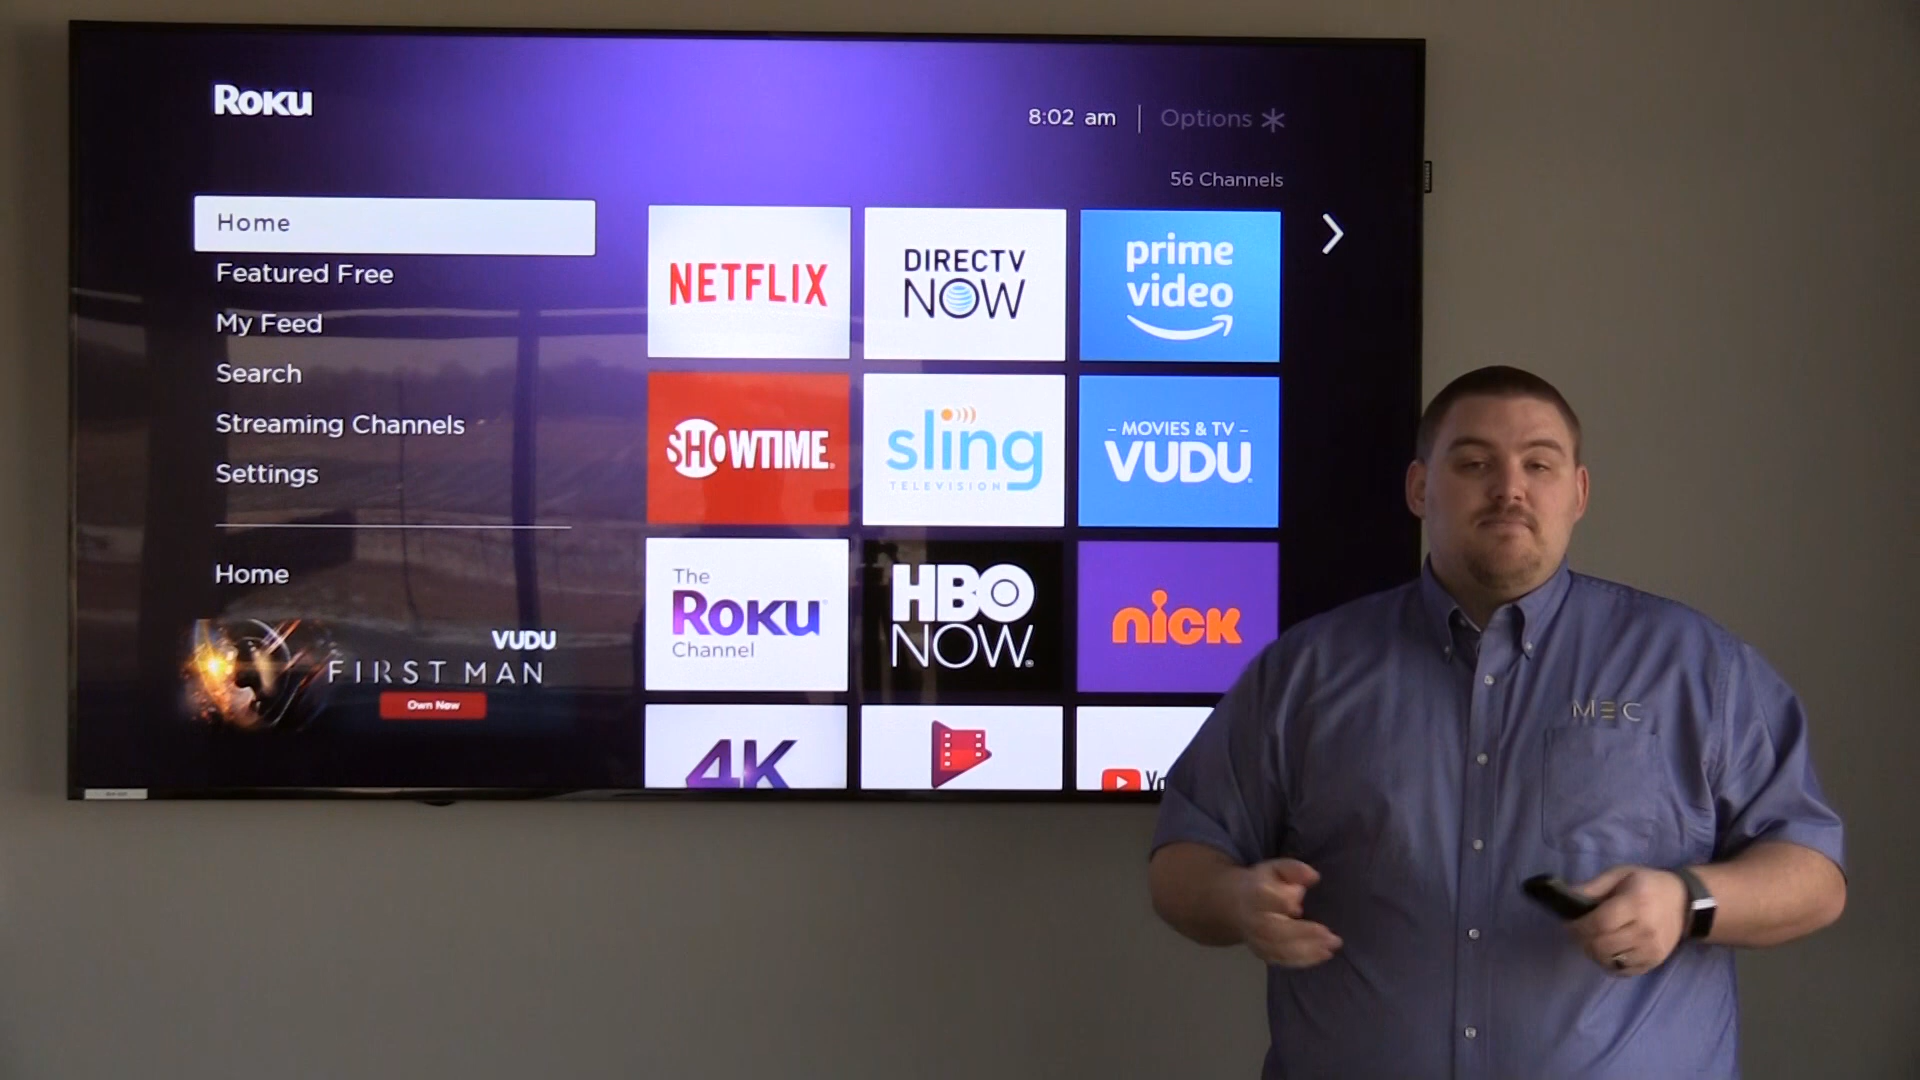 ROKU
8:02 am | Options
56 Channels
Home
Featured Free
My Feed
Search
Streaming Channels
Settings
Home
VUDU
FIRST MAN
Own Now
NETFLIX
DIRECTV
NOW
prime
video
SHOWTIME
sling
TELEVISION
- MOVIES & TV -
VUDU
The
ROKU
Channel
HBO
NOW
nick
4K
MEC